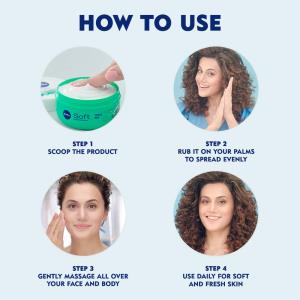 HOW TO USE
Soft
STEP 1
SCOOP THE PRODUCT
STEP 2
RUB IT ON YOUR PALMS
TO SPREAD EVENLY
STEP 3
GENTLY MASSAGE ALL OVER
YOUR FACE AND BODY
STEP 4
USE DAILY FOR SOFT
AND FRESH SKIN